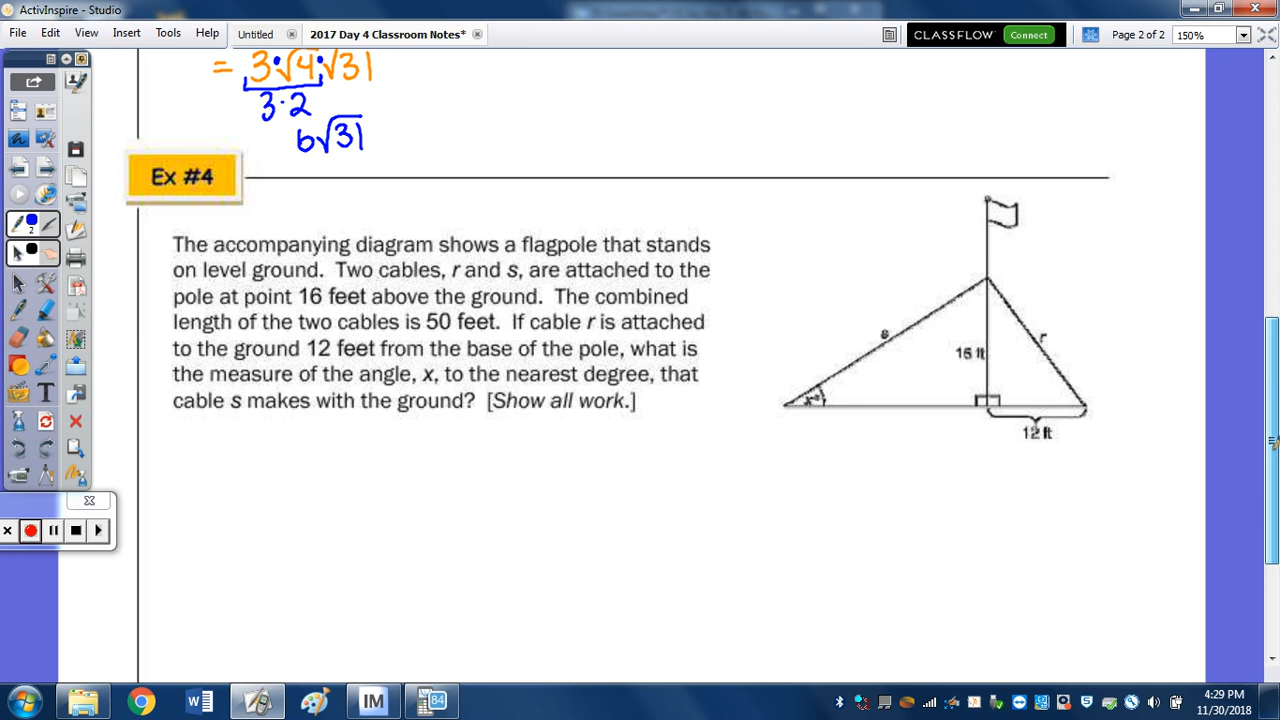 ActivInspire - Studio
File Edit View Insert Tools Help
Untitled
2017 Day 4 Classroom Notes*
CLASSFLOW Connect
Page 2 of 2
150%
= 3·√4·√31
3·2
6√31
Ex #4
The accompanying diagram shows a flagpole that stands
on level ground. Two cables, r and s, are attached to the
pole at point 16 feet above the ground. The combined
length of the two cables is 50 feet. If cable r is attached
to the ground 12 feet from the base of the pole, what is
the measure of the angle, x, to the nearest degree, that
cable s makes with the ground? [Show all work.]
s
r
16 ft
x
12 ft
2
T
W
IM
84
4:29 PM
11/30/2018